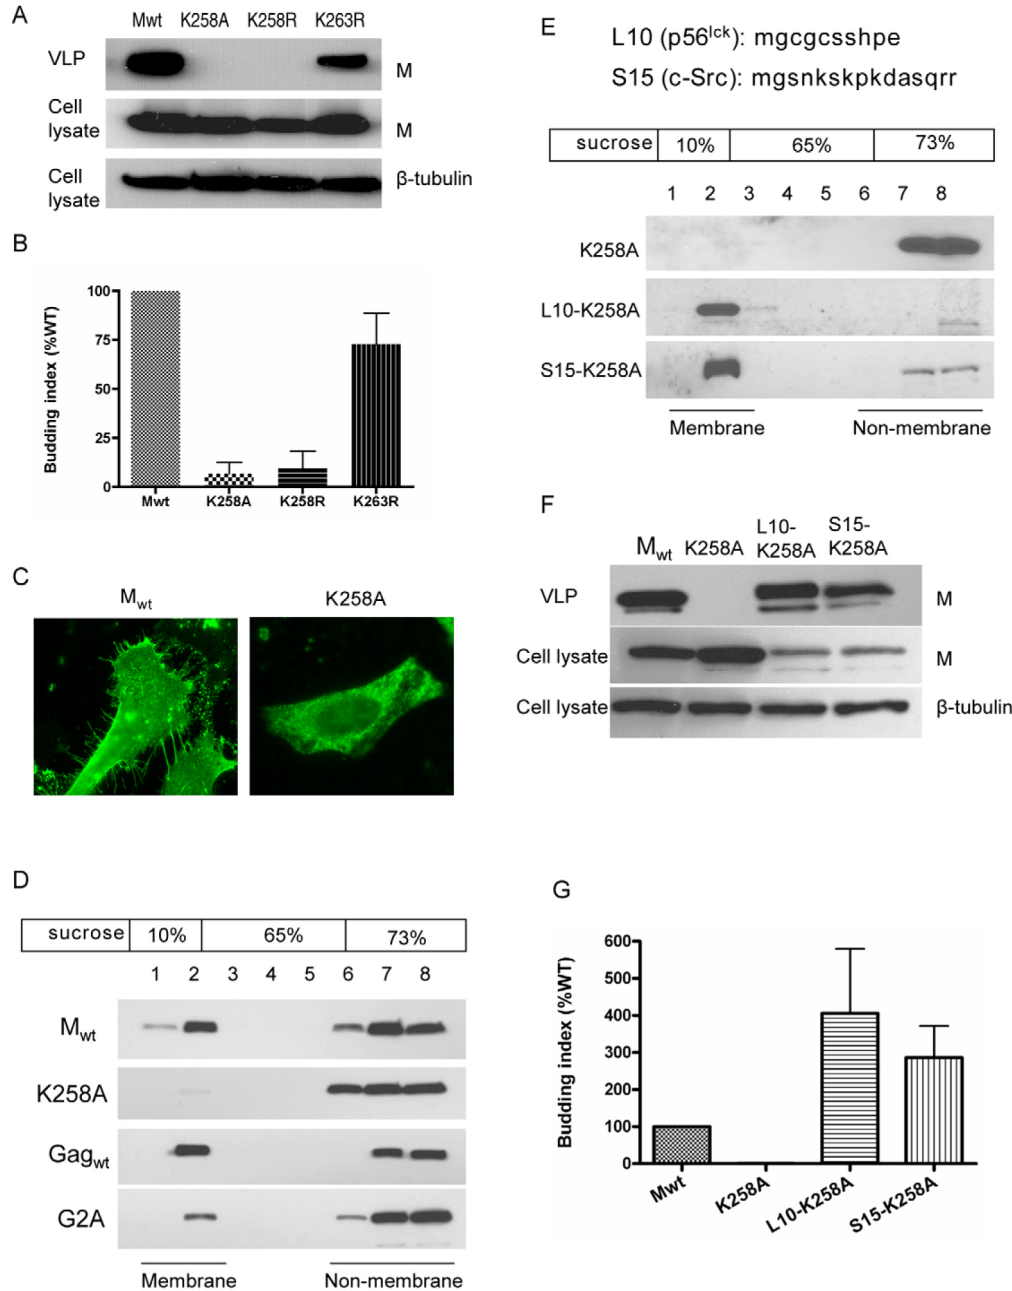 A
Mwt K258A K258R K263R
VLP
M
Cell
lysate
M
Cell
lysate
β-tubulin
B
Budding index (%WT)
100
75
50
25
0
Mwt K258A K258R K263R
C
Mwt K258A
D
sucrose 10% 65% 73%
1 2 3 4 5 6 7 8
Mwt
K258A
Gagwt
G2A
Membrane Non-membrane
E
L10 (p56lck): mgcgcsshpe
S15 (c-Src): mgsnkskpkdasqrr
sucrose 10% 65% 73%
1 2 3 4 5 6 7 8
K258A
L10-K258A
S15-K258A
Membrane Non-membrane
F
Mwt K258A L10-K258A S15-K258A
VLP M
Cell lysate M
Cell lysate β-tubulin
G
Budding index (%WT)
600
500
400
300
200
100
0
Mwt K258A L10-K258A S15-K258A